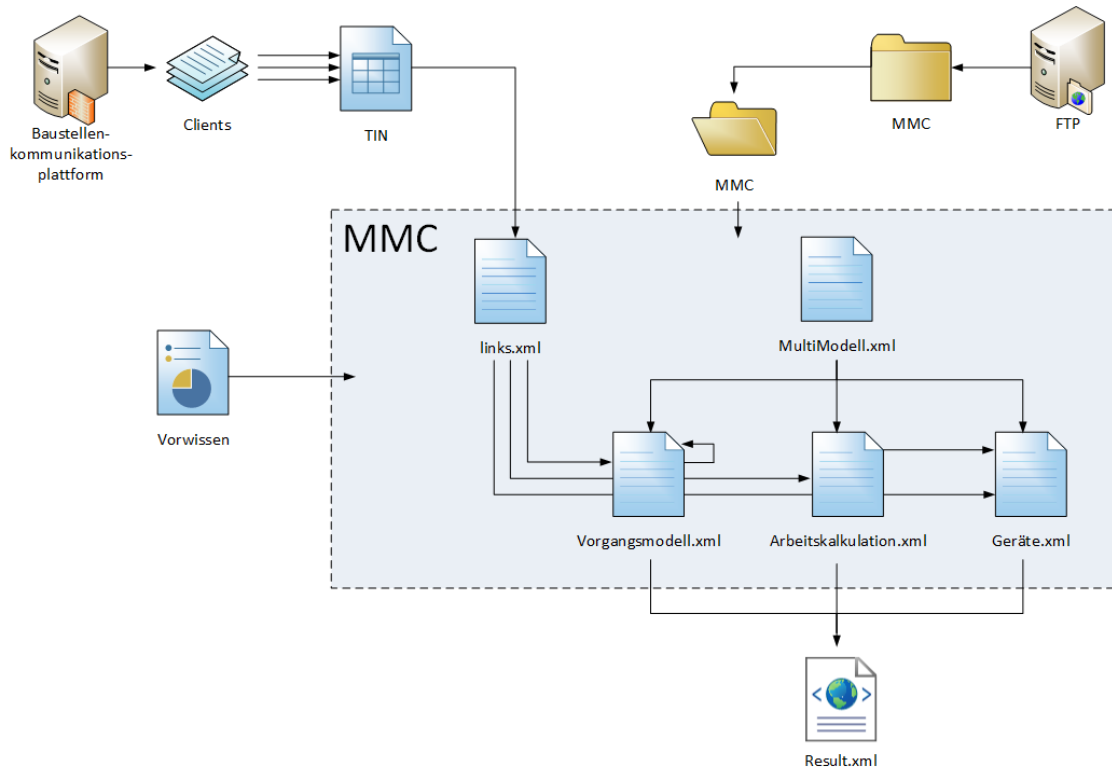 Baustellen-
kommunikations-
plattform
Clients
TIN
MMC
FTP
MMC
MMC
links.xml
MultiModell.xml
Vorwissen
Vorgangsmodell.xml
Arbeitskalkulation.xml
Geräte.xml
Result.xml